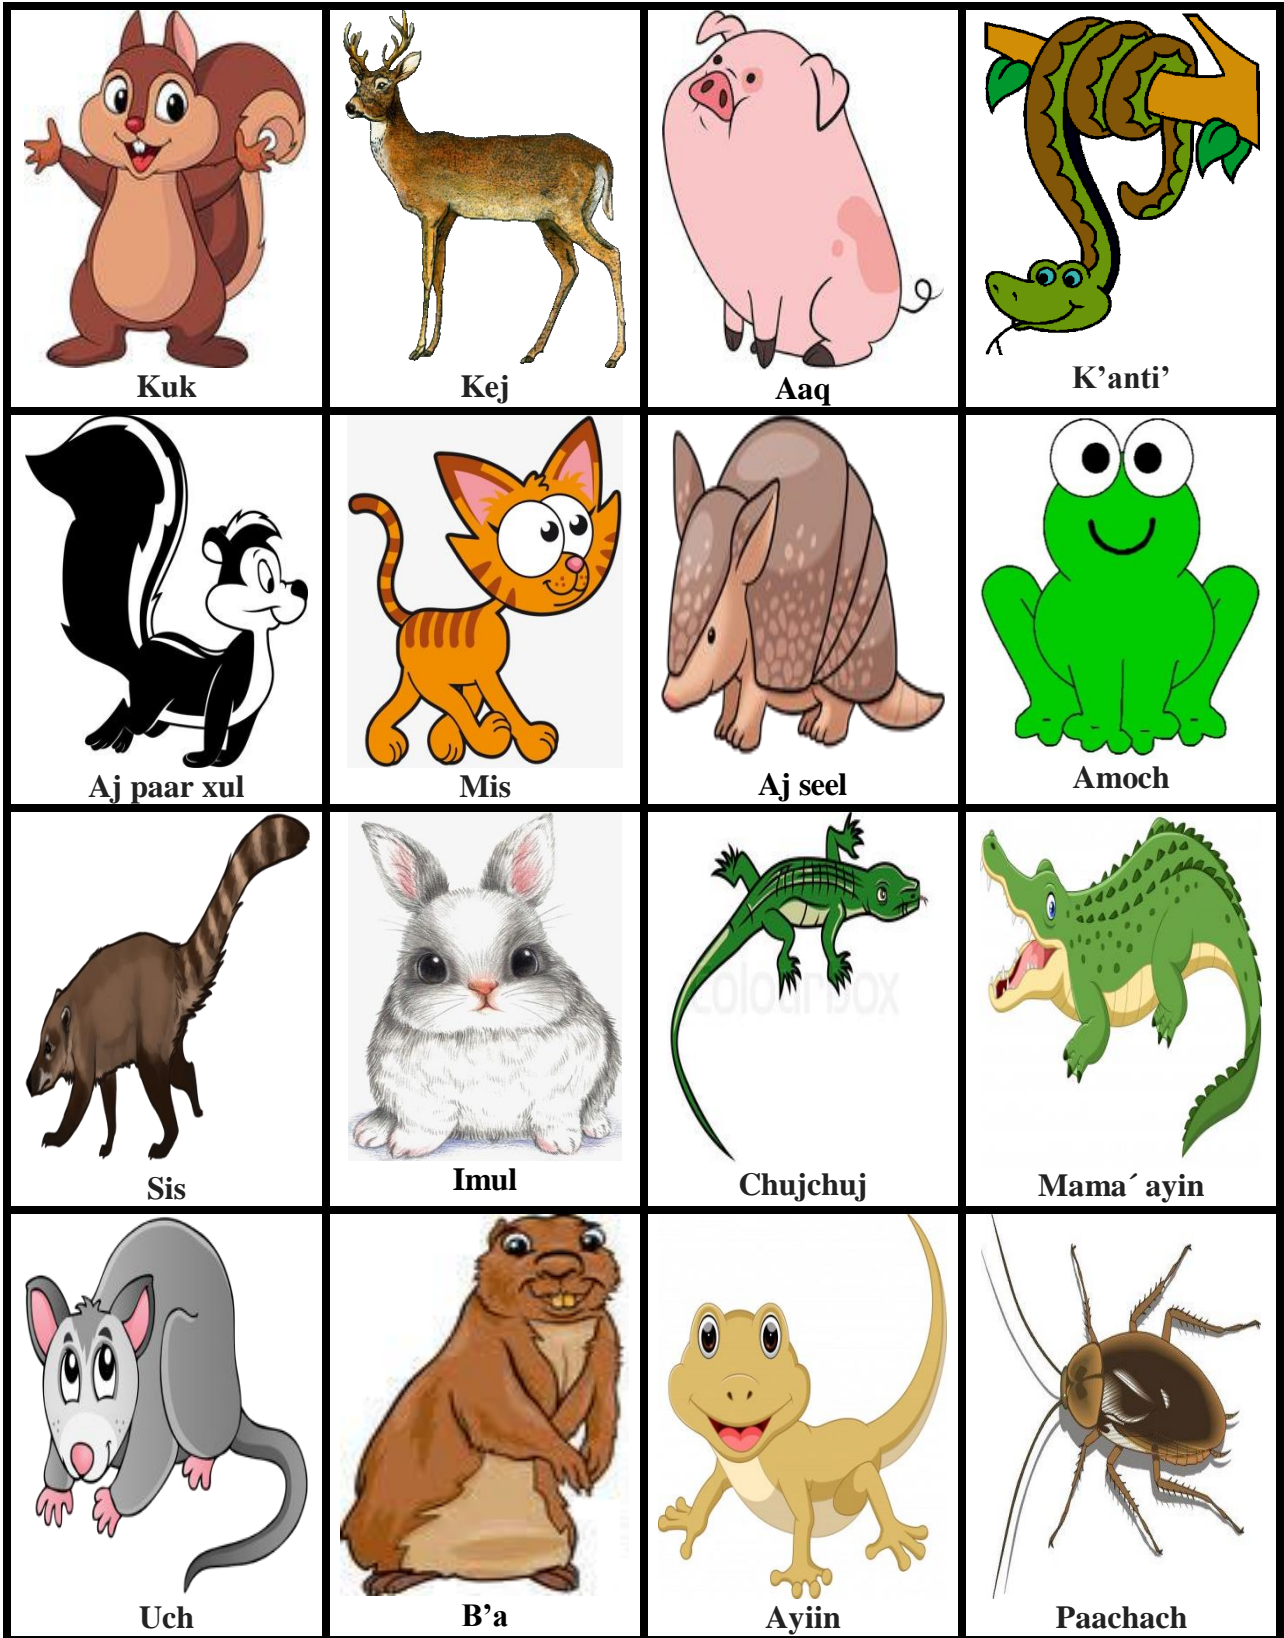 Kuk
Kej
Aaq
K’anti’
Aj paar xul
Mis
Aj seel
Amoch
Sis
Imul
colourbox
Chujchuj
Mama´ ayin
Uch
B’a
Ayiin
Paachach